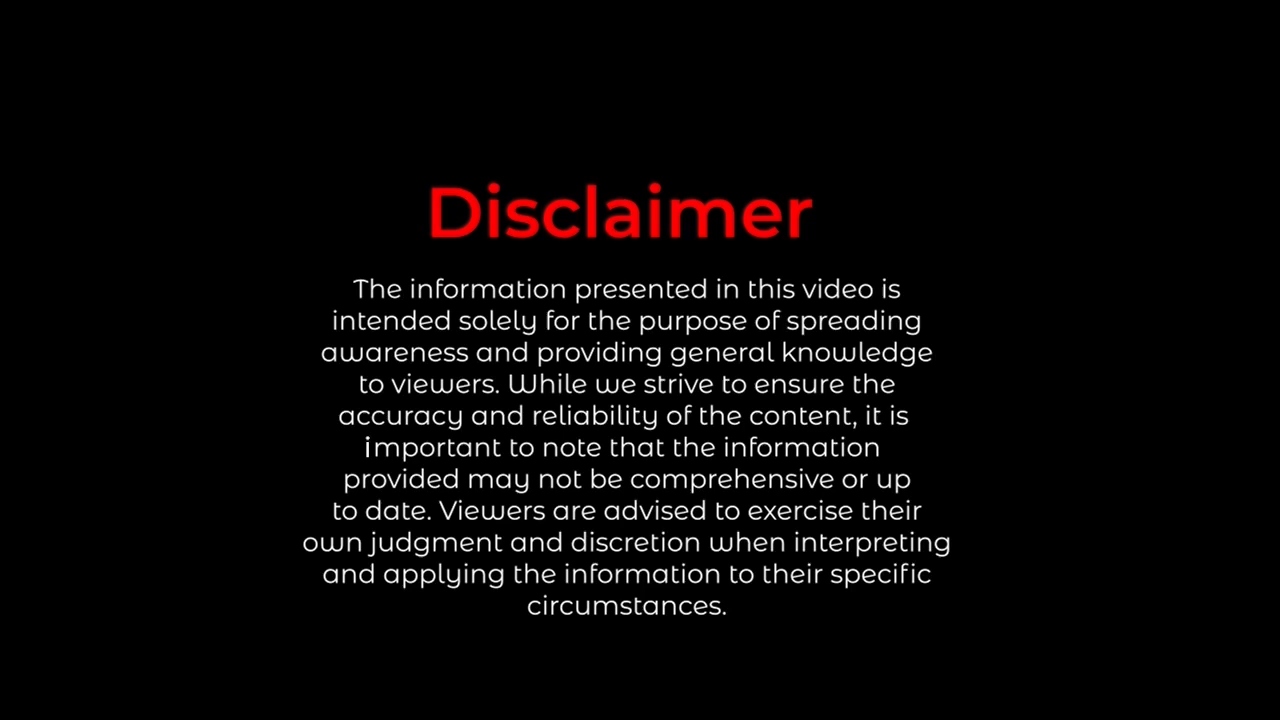 Disclaimer
The information presented in this video is
intended solely for the purpose of spreading
awareness and providing general knowledge
to viewers. While we strive to ensure the
accuracy and reliability of the content, it is
important to note that the information
provided may not be comprehensive or up
to date. Viewers are advised to exercise their
own judgment and discretion when interpreting
and applying the information to their specific
circumstances.